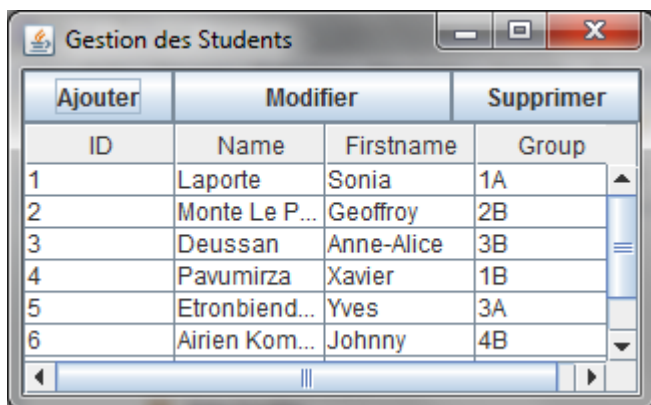 Gestion des Students
Ajouter Modifier Supprimer
ID Name Firstname Group
1 Laporte Sonia 1A
2 Monte Le P... Geoffroy 2B
3 Deussan Anne-Alice 3B
4 Pavumirza Xavier 1B
5 Etronbiend... Yves 3A
6 Airien Kom... Johnny 4B